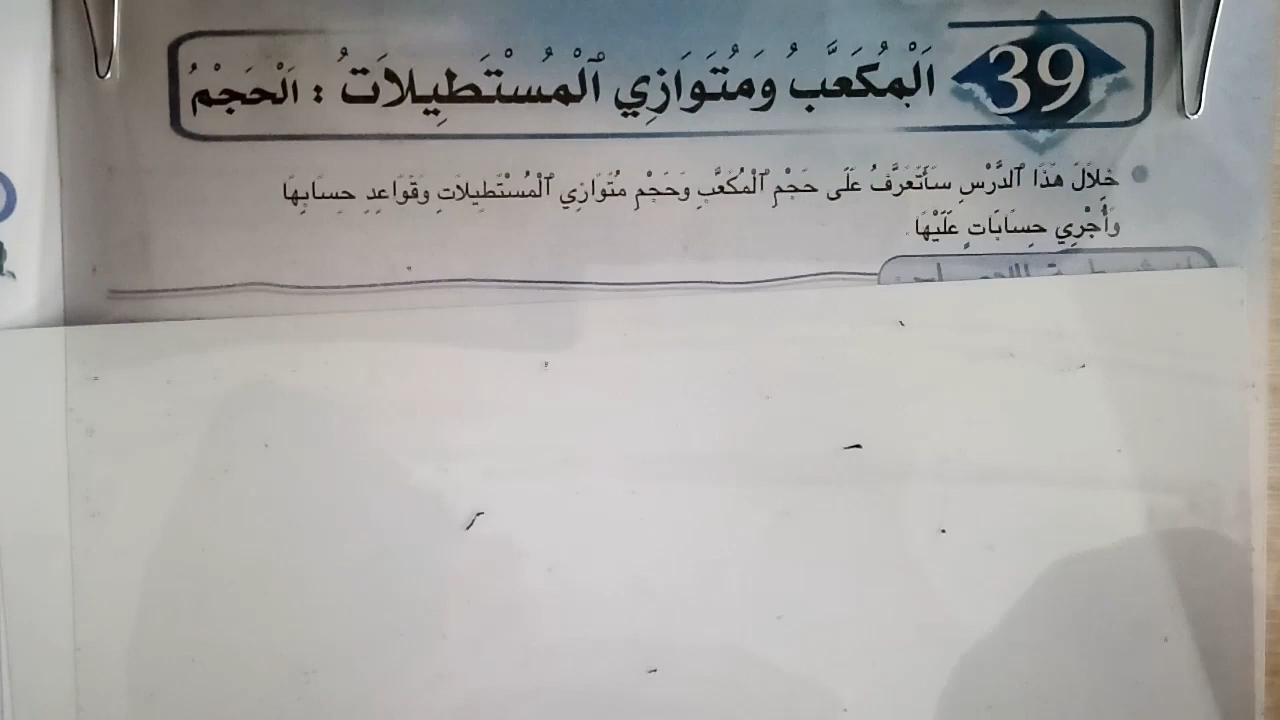 39 اَلْمُكَعَّبُ وَمُتَوَازِي ٱلْمُسْتَطِيلَاتُ : اَلْحَجْمُ
خِلَالَ هَذَا ٱلدَّرْسِ سَأَتَعَرَّفُ عَلَى حَجْمِ ٱلْمُكَعَّبِ وَحَجْمِ مُتَوَازِي ٱلْمُسْتَطِيلَاتِ وَقَوَاعِدِ حِسَابِهَا
وَأُجْرِي حِسَابَاتٍ عَلَيْهَا.